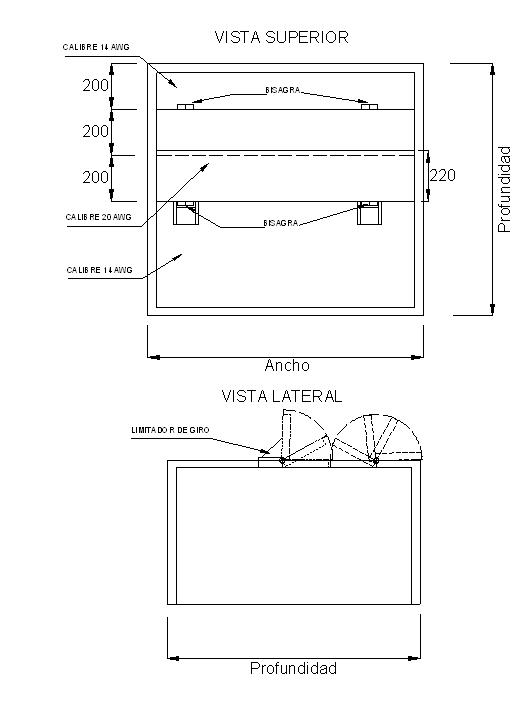 VISTA SUPERIOR
CALIBRE 14 AWG
200
BISAGRA
200
200
220
Profundidad
CALIBRE 20 AWG
BISAGRA
CALIBRE 14 AWG
Ancho
VISTA LATERAL
LIMITADOR DE GIRO
Profundidad